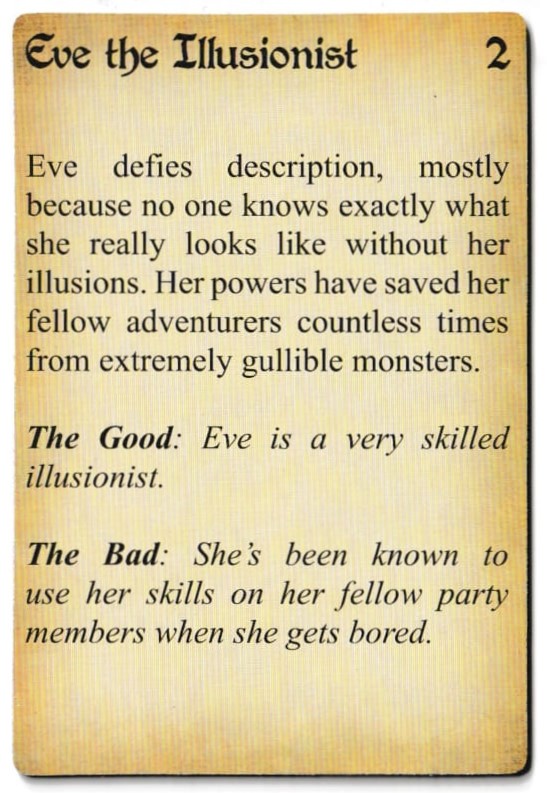 Eve the Illusionist 2
Eve defies description, mostly
because no one knows exactly what
she really looks like without her
illusions. Her powers have saved her
fellow adventurers countless times
from extremely gullible monsters.
The Good: Eve is a very skilled
illusionist.
The Bad: She's been known to
use her skills on her fellow party
members when she gets bored.